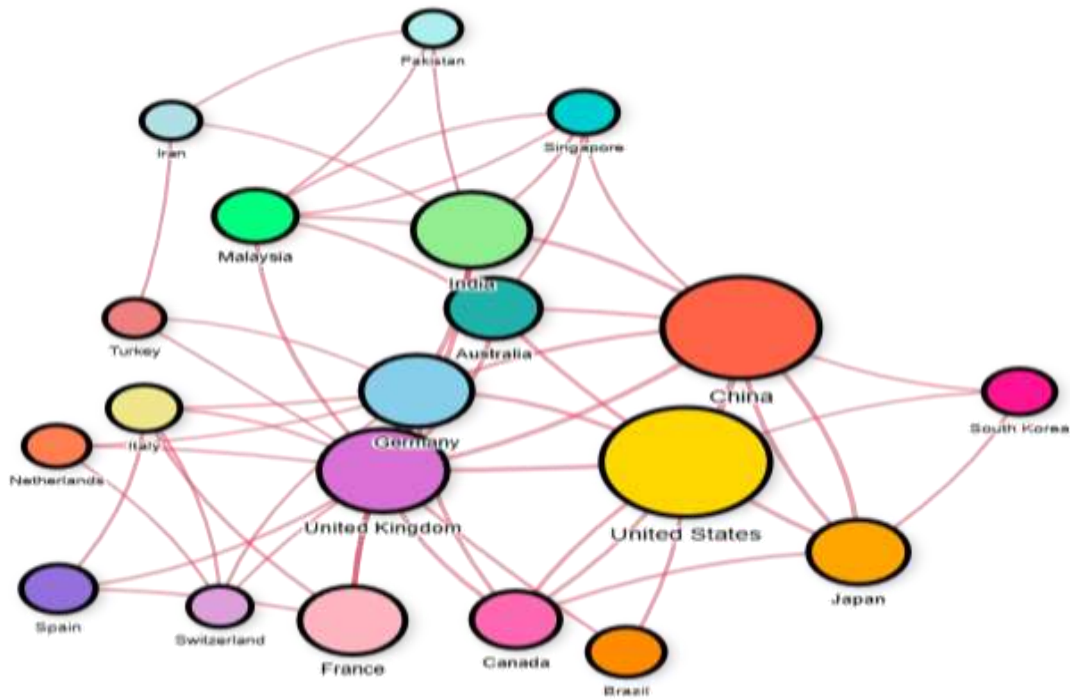 Pakistan
Singapore
Iran
Malaysia
India
Turkey
Australia
China
South Korea
Germany
Italy
Netherlands
United Kingdom
United States
Japan
Spain
Switzerland
France
Canada
Brazil